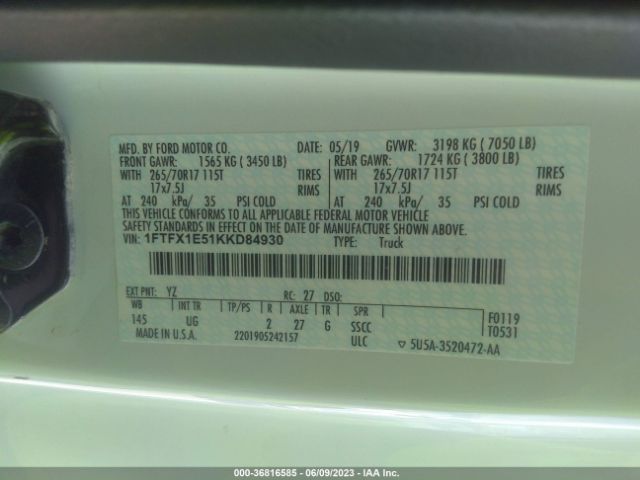 MFD. BY FORD MOTOR CO. 05/19 GVWR: 3198 KG ( 7050 LB)
FRONT GAWR: 1565 KG ( 3450 LB) REAR GAWR: 1724 KG ( 3800 LB)
WITH 265/70R17 115T TIRES WITH 265/70R17 115T TIRES
17x7.5J RIMS 17x7.5J RIMS
AT 240 kPa/ 35 PSI COLD AT 240 kPa/ 35 PSI COLD
THIS VEHICLE CONFORMS TO ALL APPLICABLE FEDERAL MOTOR VEHICLE
SAFETY STANDARDS IN EFFECT ON THE DATE OF MANUFACTURE SHOWN ABOVE.
VIN: 1FTFX1E51KKD84930 TYPE: Truck
EXT PNT: YZ RC: 27 DSO:
WB INT TR TP/PS R AXLE TR SPR F0119
145 UG 2 27 G SSCC T0531
MADE IN U.S.A. 2201905242157 ULC ▽ 5U5A-3520472-AA
000-36816585 - 06/09/2023 - IAA Inc.